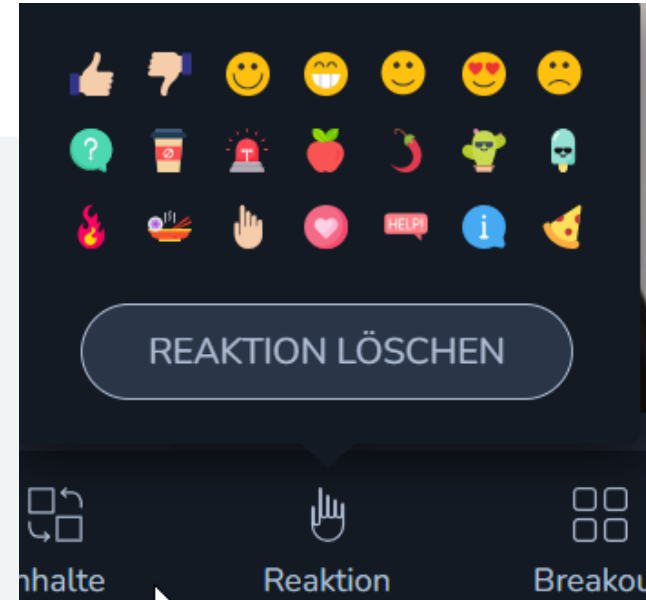 ?
HELP!
i
REAKTION LÖSCHEN
nhalte
Reaktion
Breakou